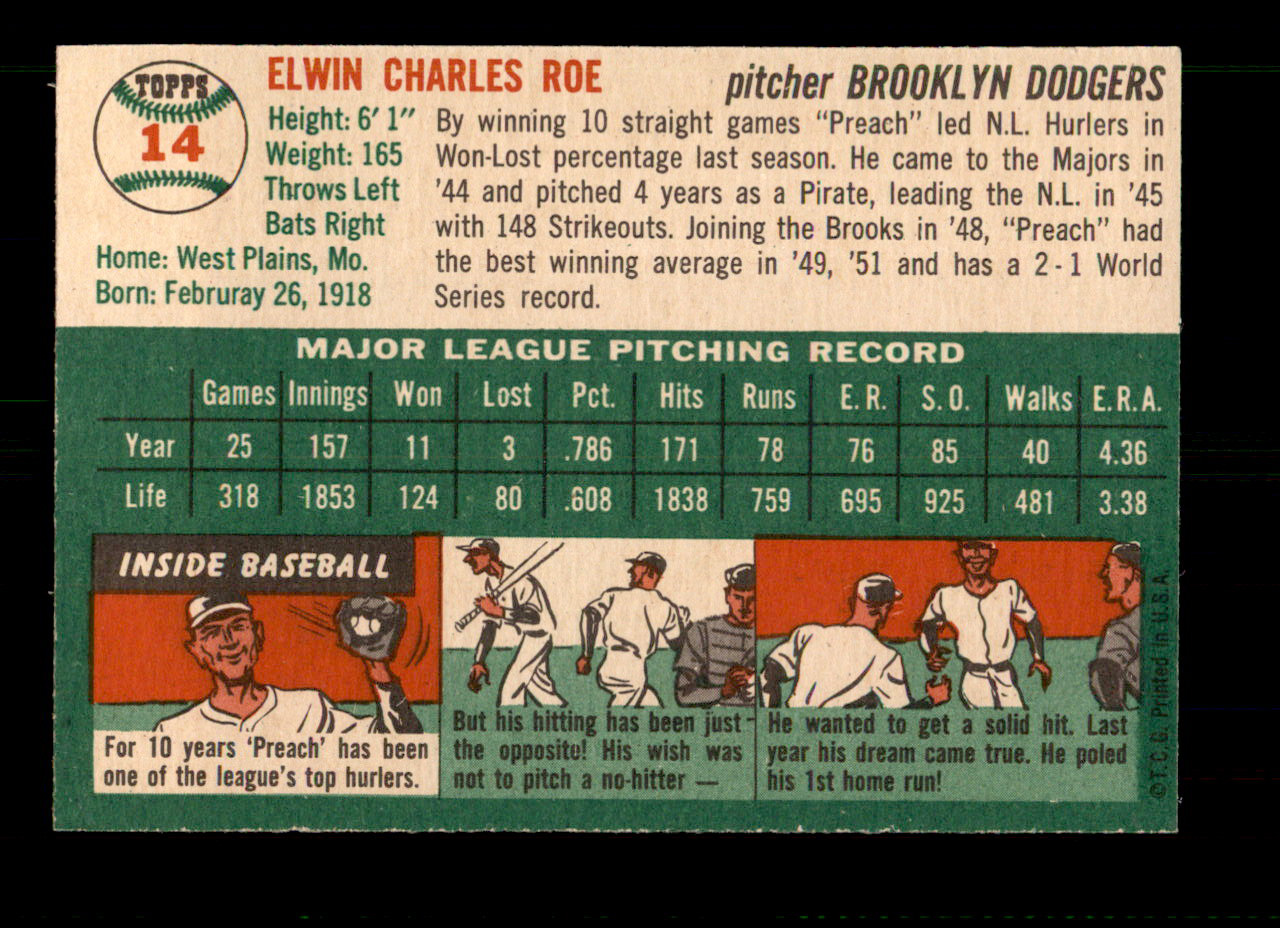 TOPPS
14
ELWIN CHARLES ROE
pitcher BROOKLYN DODGERS
Height: 6' 1"
Weight: 165
Throws Left
Bats Right
Home: West Plains, Mo.
Born: Februray 26, 1918
By winning 10 straight games "Preach" led N.L. Hurlers in
Won-Lost percentage last season. He came to the Majors in
'44 and pitched 4 years as a Pirate, leading the N.L. in '45
with 148 Strikeouts. Joining the Brooks in '48, "Preach" had
the best winning average in '49, '51 and has a 2-1 World
Series record.
MAJOR LEAGUE PITCHING RECORD
Games Innings Won Lost Pct. Hits Runs E.R. S.O. Walks E.R.A.
Year 25 157 11 3 .786 171 78 76 85 40 4.36
Life 318 1853 124 80 .608 1838 759 695 925 481 3.38
INSIDE BASEBALL
For 10 years 'Preach' has been
one of the league's top hurlers.
But his hitting has been just
the opposite! His wish was
not to pitch a no-hitter —
He wanted to get a solid hit. Last
year his dream came true. He poled
his 1st home run!
© T.C.G. Printed in U.S.A.